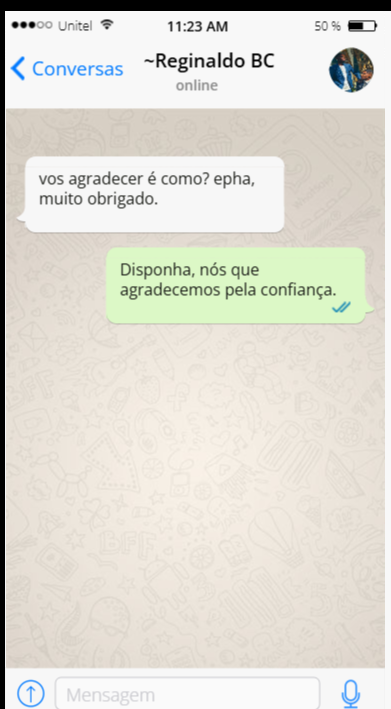 Unitel 11:23 AM 50 %
Conversas ~Reginaldo BC
online
vos agradecer é como? epha,
muito obrigado.
Disponha, nós que
agradecemos pela confiança.
Mensagem